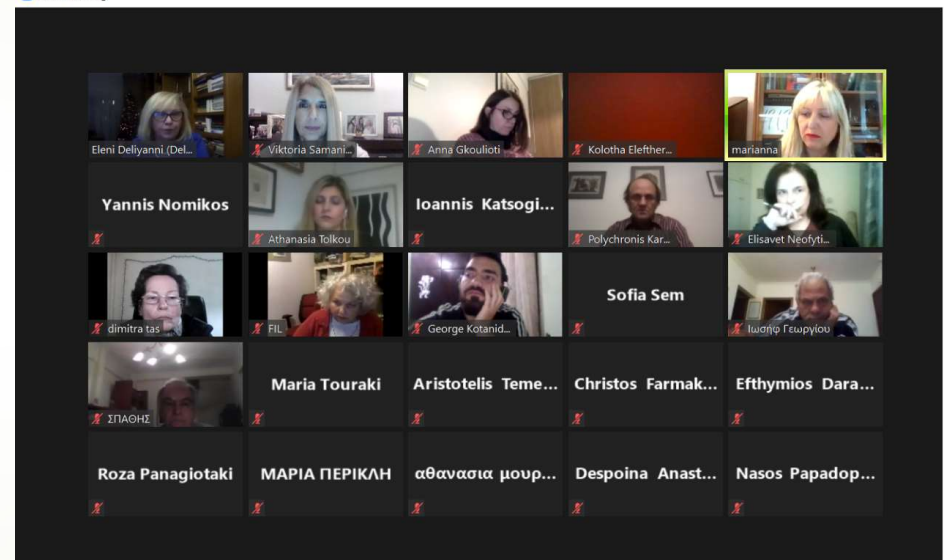 Eleni Deliyanni (Del...
Viktoria Samani...
Anna Gkoulioti
Kolotha Elefther...
marianna
Yannis Nomikos
Athanasia Tolkou
Ioannis Katsogi...
Polychronis Kar...
Elisavet Neofyti...
dimitra tas
FIL
George Kotanid...
Sofia Sem
Ιωσηφ Γεωργίου
ΣΠΑΘΗΣ
Maria Touraki
Aristotelis Teme...
Christos Farmak...
Efthymios Dara...
Roza Panagiotaki
ΜΑΡΙΑ ΠΕΡΙΚΛΗ
αθανασια μουρ...
Despoina Anast...
Nasos Papadop...